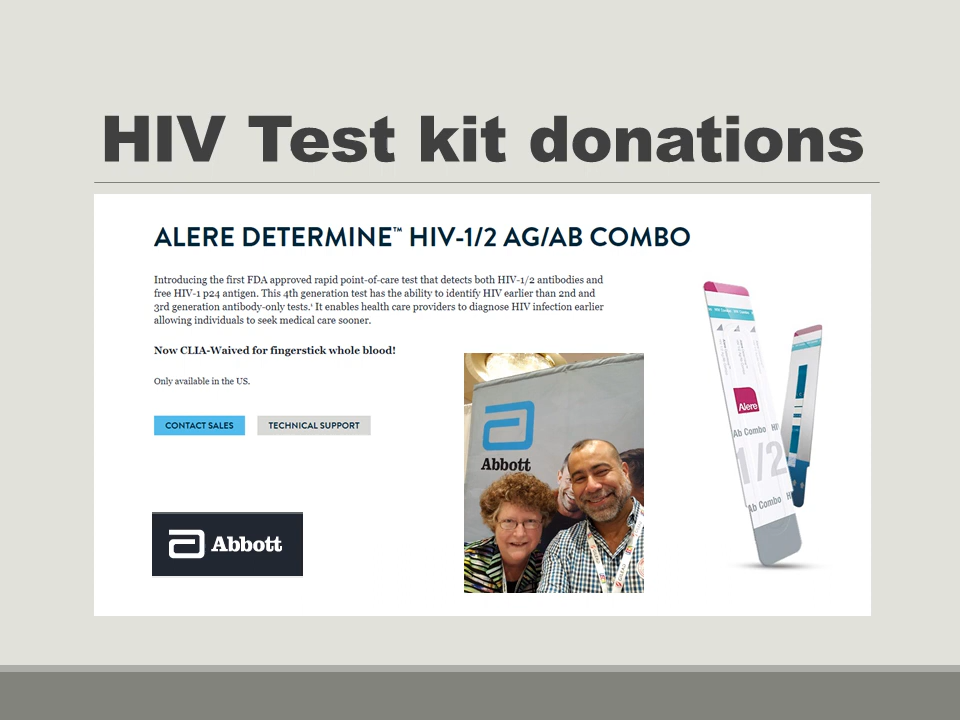 HIV Test kit donations
ALERE DETERMINE™ HIV-1/2 AG/AB COMBO
Introducing the first FDA approved rapid point-of-care test that detects both HIV-1/2 antibodies and
free HIV-1 p24 antigen. This 4th generation test has the ability to identify HIV earlier than 2nd and
3rd generation antibody-only tests.¹ It enables health care providers to diagnose HIV infection earlier
allowing individuals to seek medical care sooner.
Now CLIA-Waived for fingerstick whole blood!
Only available in the US.
CONTACT SALES
TECHNICAL SUPPORT
Abbott
Abbott
Alere
Ab Combo HI
1/2
Ab Combo H